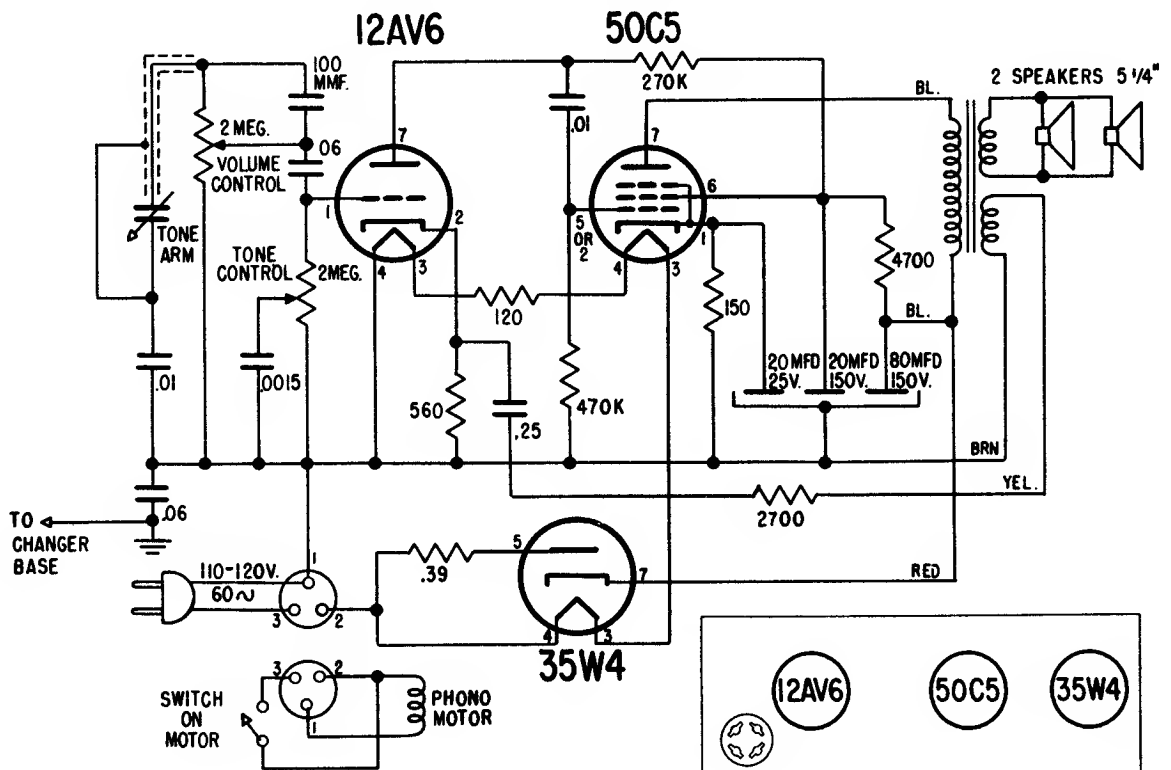 12AV6
50C5
100
MMF.
270K
2 SPEAKERS 5 1/4"
BL.
.01
7
7
2 MEG.
VOLUME
CONTROL
.06
6
1
2
5
OR
2
1
TONE
ARM
TONE
CONTROL
2MEG.
4
3
4
3
4700
120
150
BL.
20MFD
25V.
20MFD
150V.
80MFD
150V.
.01
.0015
560
.25
470K
BRN
YEL.
.06
2700
TO
CHANGER
BASE
1
5
7
RED
110-120V.
60~
.39
3
2
4
3
35W4
3
2
1
SWITCH
ON
MOTOR
PHONO
MOTOR
12AV6
50C5
35W4